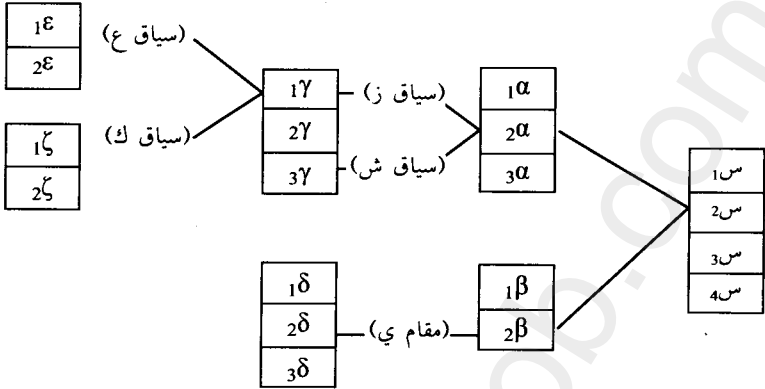 س1
س2
س3
س4
α1
α2
α3
β1
β2
(سياق ز)
(سياق ش)
(مقام ي)
γ1
γ2
γ3
δ1
δ2
δ3
(سياق ع)
(سياق ك)
ε1
ε2
ζ1
ζ2